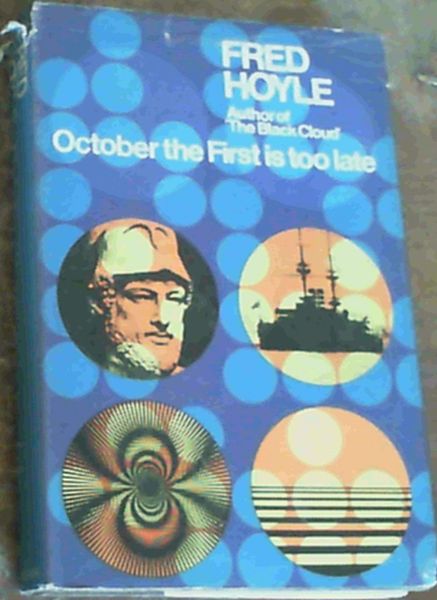 FRED
HOYLE
Author of
'The Black Cloud'
October the First is too late